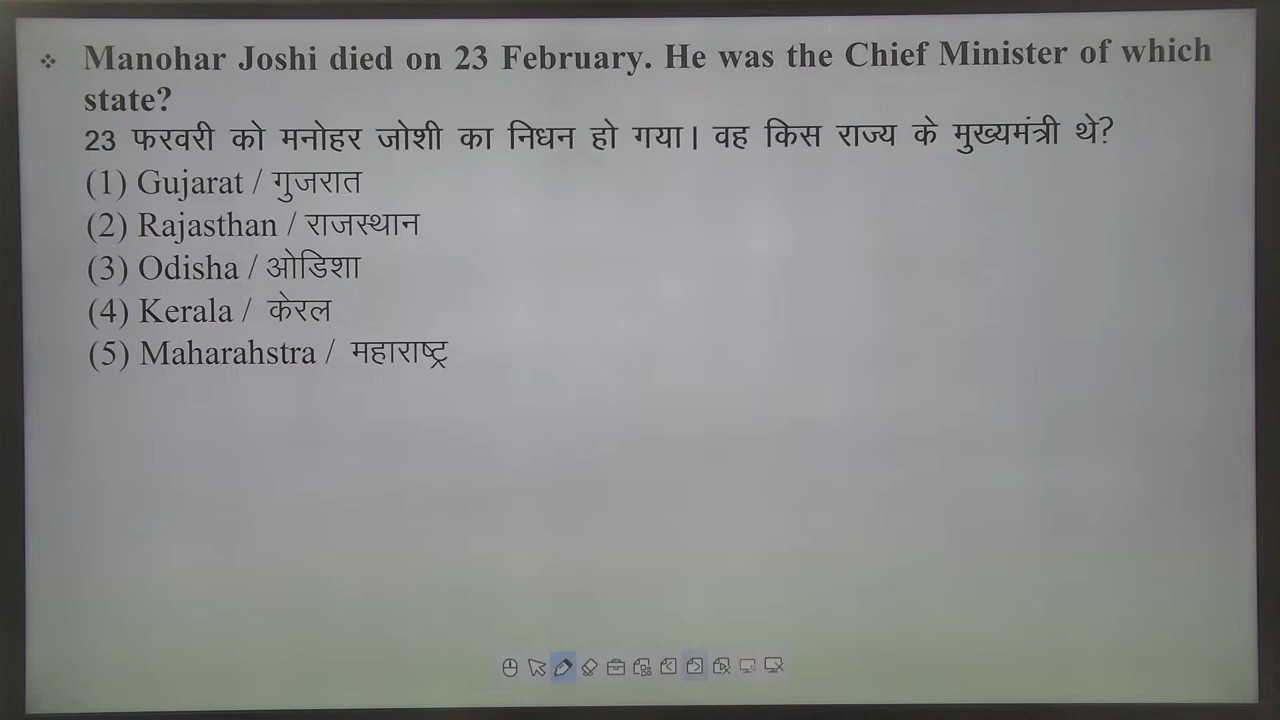 ❖ Manohar Joshi died on 23 February. He was the Chief Minister of which
state?
23 फरवरी को मनोहर जोशी का निधन हो गया। वह किस राज्य के मुख्यमंत्री थे?
(1) Gujarat / गुजरात
(2) Rajasthan / राजस्थान
(3) Odisha / ओडिशा
(4) Kerala / केरल
(5) Maharahstra / महाराष्ट्र